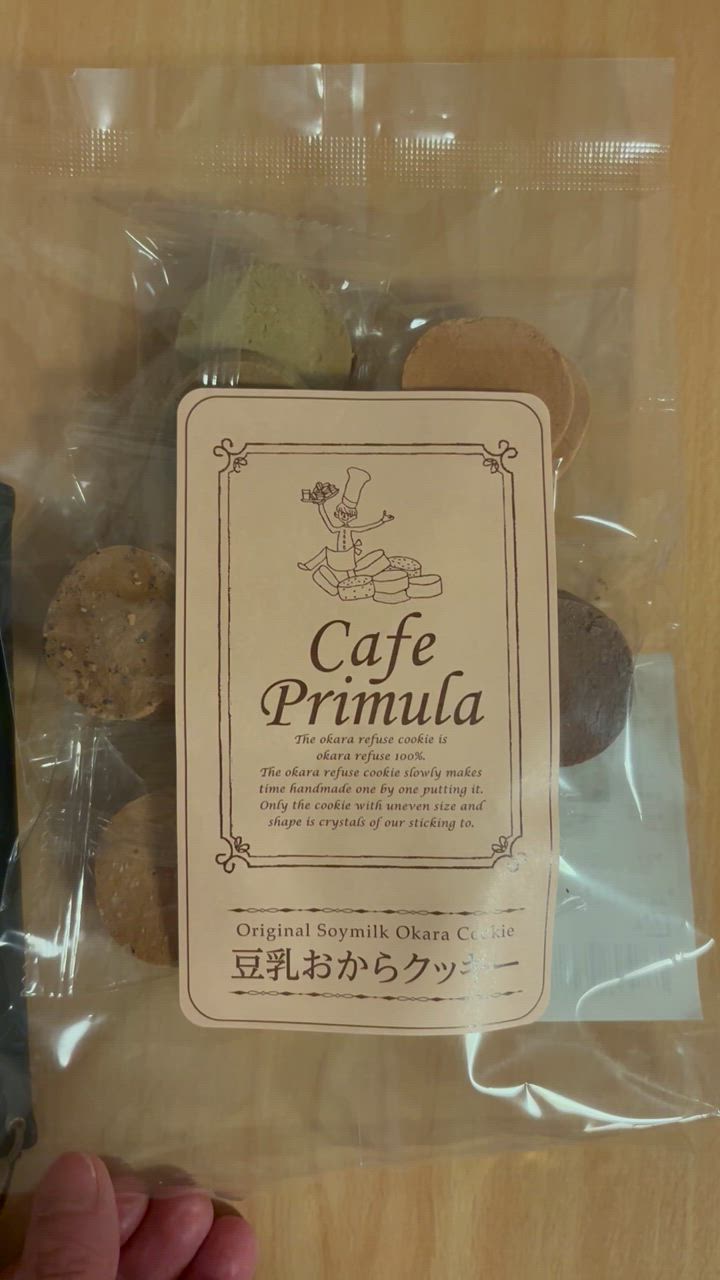 Cafe
Primula
The okara refuse cookie is
okara refuse 100%.
The okara refuse cookie slowly makes
time handmade one by one putting it.
Only the cookie with uneven size and
shape is crystals of our sticking to.
Original Soymilk Okara Cookie
豆乳おからクッキー